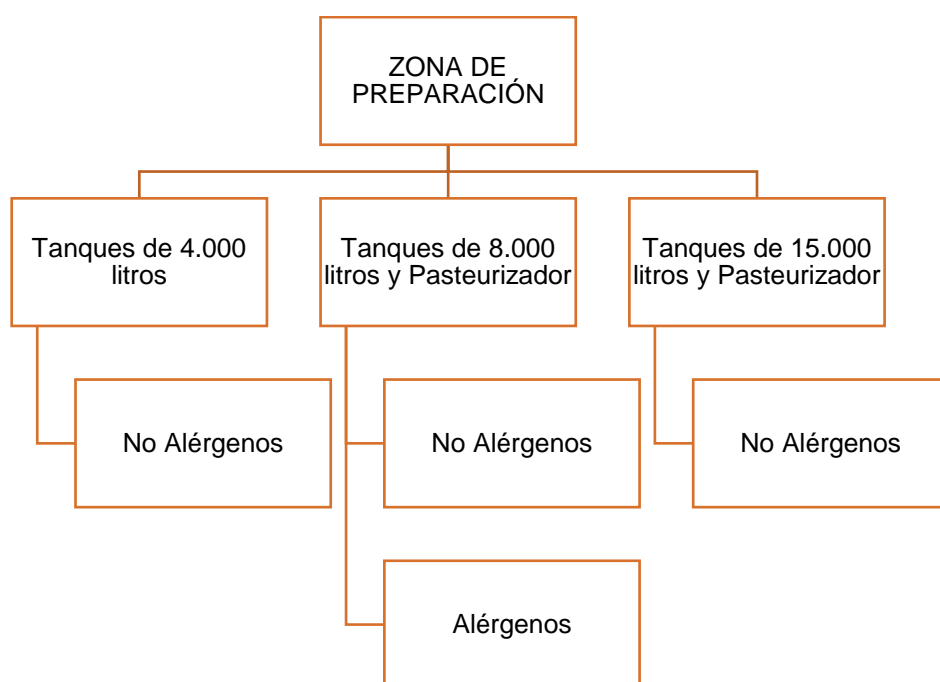 ZONA DE
PREPARACIÓN
Tanques de 4.000
litros
Tanques de 8.000
litros y Pasteurizador
Tanques de 15.000
litros y Pasteurizador
No Alérgenos
No Alérgenos
No Alérgenos
Alérgenos